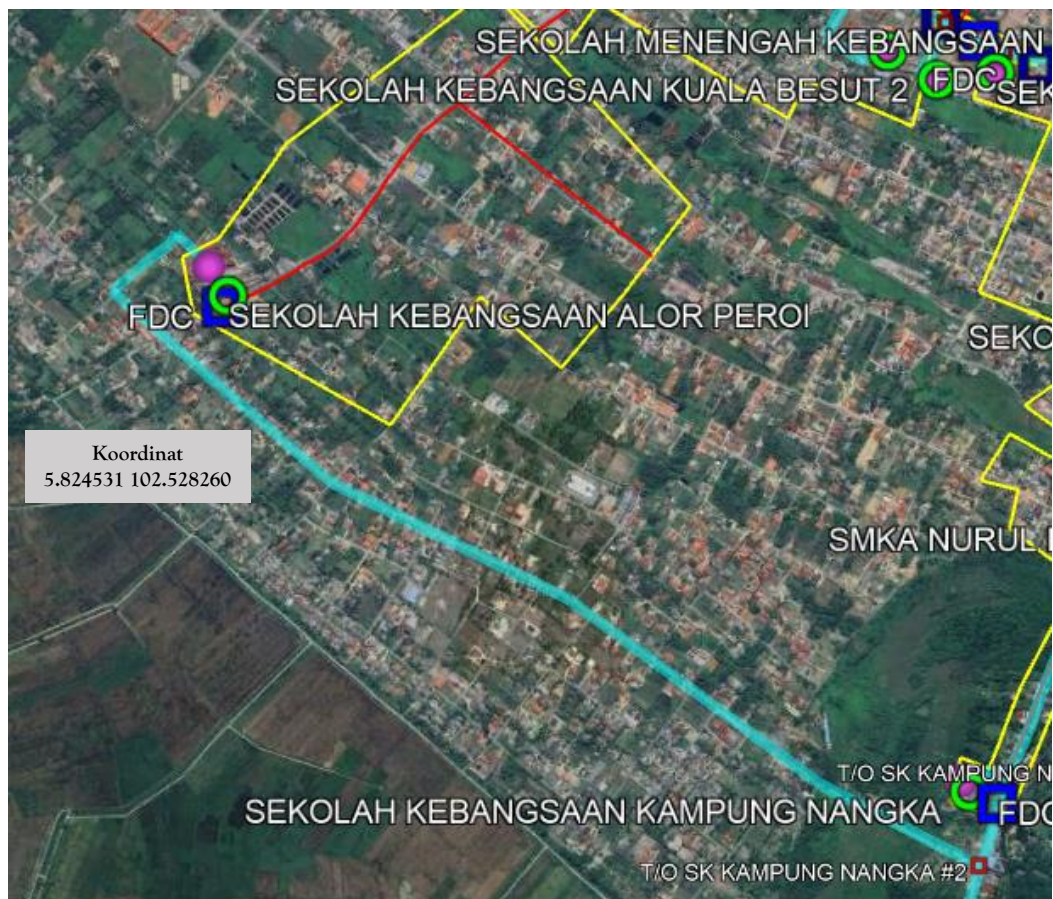 SEKOLAH MENENGAH KEBANGSAAN
SEKOLAH KEBANGSAAN KUALA BESUT 2
FDC
FDC
SEKOLAH KEBANGSAAN ALOR PEROI
Koordinat
5.824531 102.528260
SMKA NURUL
T/O SK KAMPUNG
SEKOLAH KEBANGSAAN KAMPUNG NANGKA
FDC
T/O SK KAMPUNG NANGKA #2